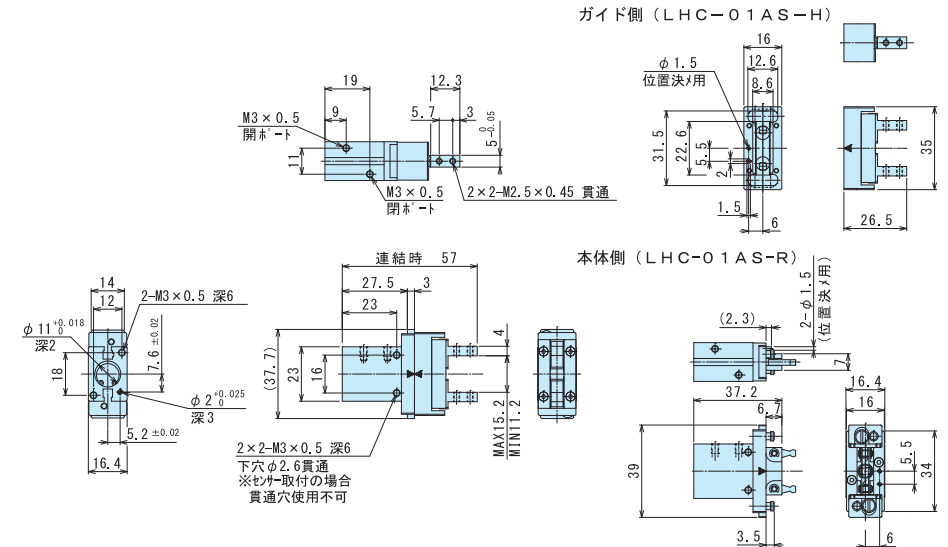 ガイド側（LHC-01AS-H）
16
φ1.5
位置決メ用
12.6
8.6
31.5
22.6
5.5
2
1.5
6
35
26.5
19
9
12.3
5.7
3
5 0 -0.05
M3×0.5
開ポート
11
M3×0.5
閉ポート
2×2-M2.5×0.45 貫通
14
12
2-M3×0.5 深6
φ11 +0.018 0
深2
18
7.6 ±0.02
φ2 +0.025 0
深3
5.2 ±0.02
16.4
連結時 57
27.5
3
23
(37.7)
23
16
4
MAX15.2
MIN11.2
2×2-M3×0.5 深6
下穴φ2.6貫通
※センサー取付の場合
貫通穴使用不可
本体側（LHC-01AS-R）
2-φ1.5
(位置決メ用)
(2.3)
7
37.2
6.7
39
3.5
16.4
16
5.5
34
6